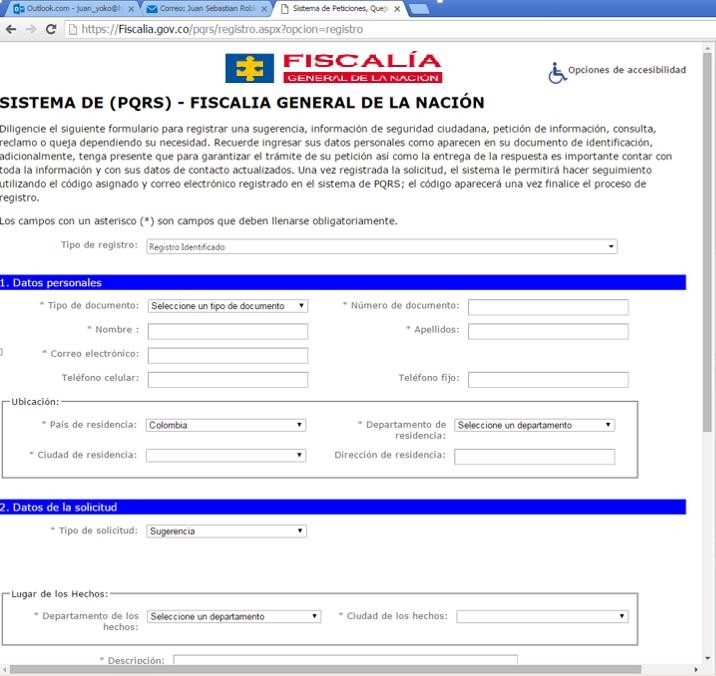 Outlook.com - juan_yoko@h
Correo: Juan Sebastian Robl
Sistema de Peticiones, Quej
https://Fiscalia.gov.co/pqrs/registro.aspx?opcion=registro
FISCALÍA
GENERAL DE LA NACIÓN
Opciones de accesibilidad
SISTEMA DE (PQRS) - FISCALIA GENERAL DE LA NACIÓN
Diligencie el siguiente formulario para registrar una sugerencia, información de seguridad ciudadana, petición de información, consulta,
reclamo o queja dependiendo su necesidad. Recuerde ingresar sus datos personales como aparecen en su documento de identificación,
adicionalmente, tenga presente que para garantizar el trámite de su petición así como la entrega de la respuesta es importante contar con
toda la información y con sus datos de contacto actualizados. Una vez registrada la solicitud, el sistema le permitirá hacer seguimiento
utilizando el código asignado y correo electrónico registrado en el sistema de PQRS; el código aparecerá una vez finalice el proceso de
registro.
Los campos con un asterisco (*) son campos que deben llenarse obligatoriamente.
Tipo de registro: Registro Identificado
1. Datos personales
* Tipo de documento: Seleccione un tipo de documento * Número de documento:
* Nombre : * Apellidos:
* Correo electrónico:
Teléfono celular: Teléfono fijo:
Ubicación:
* País de residencia: Colombia * Departamento de residencia: Seleccione un departamento
* Ciudad de residencia: Dirección de residencia:
2. Datos de la solicitud
* Tipo de solicitud: Sugerencia
Lugar de los Hechos:
* Departamento de los hechos: Seleccione un departamento * Ciudad de los hechos:
* Descripción: